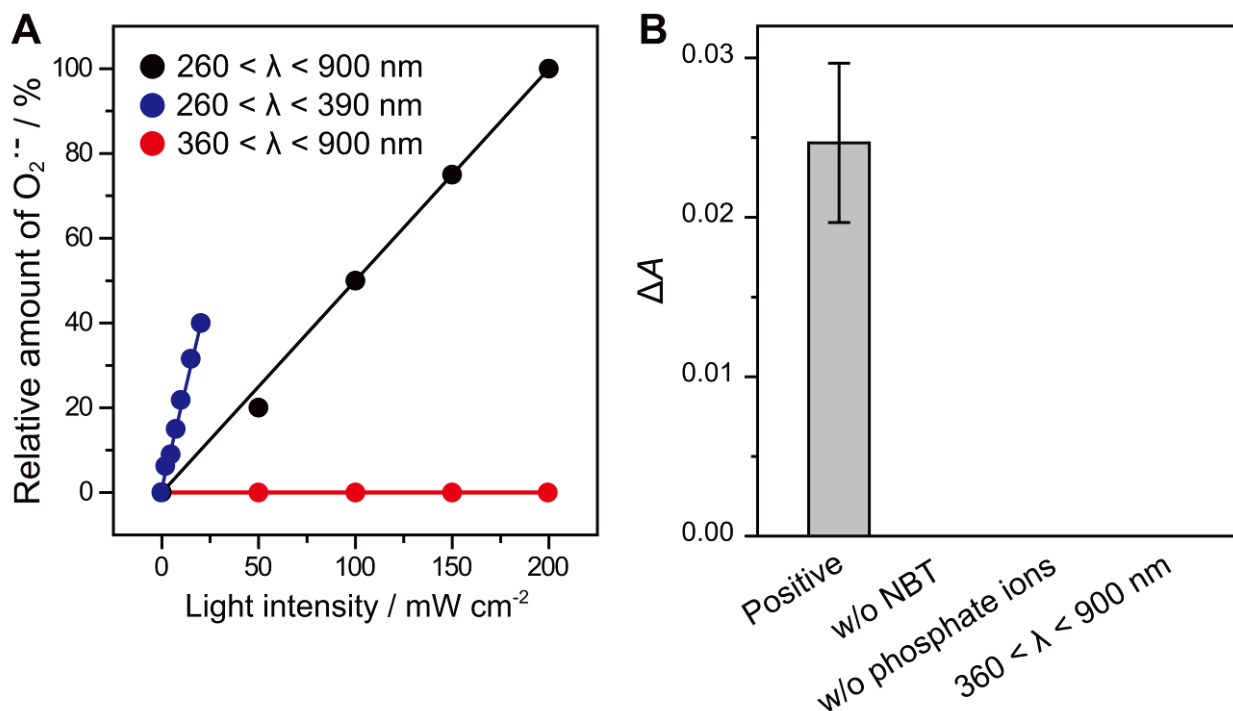 A
260 < λ < 900 nm
260 < λ < 390 nm
360 < λ < 900 nm
Relative amount of O₂˙˙⁻ / %
100
80
60
40
20
0
0
50
100
150
200
Light intensity / mW cm⁻²
B
ΔA
0.03
0.02
0.01
0.00
Positive
w/o NBT
w/o phosphate ions
360 < λ < 900 nm